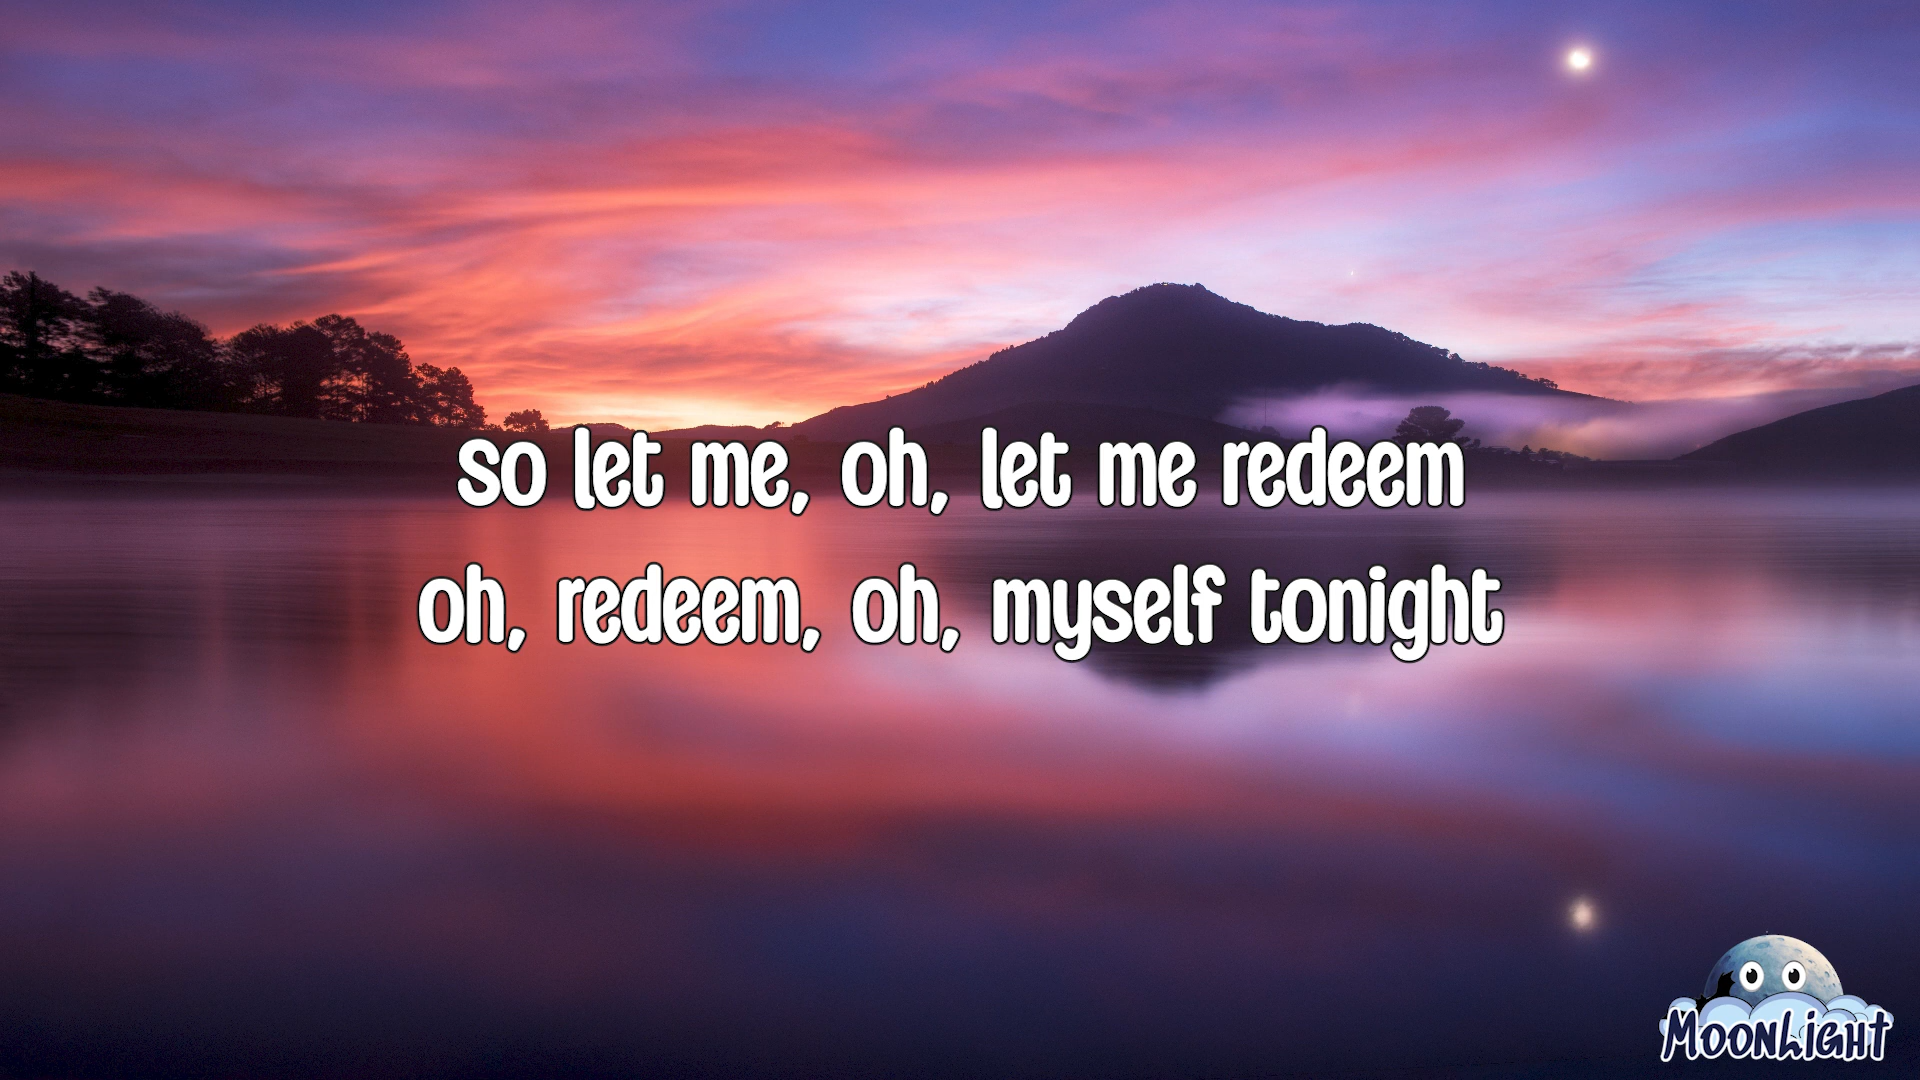 so let me, oh, let me redeem
oh, redeem, oh, myself tonight
MOONLIGHT